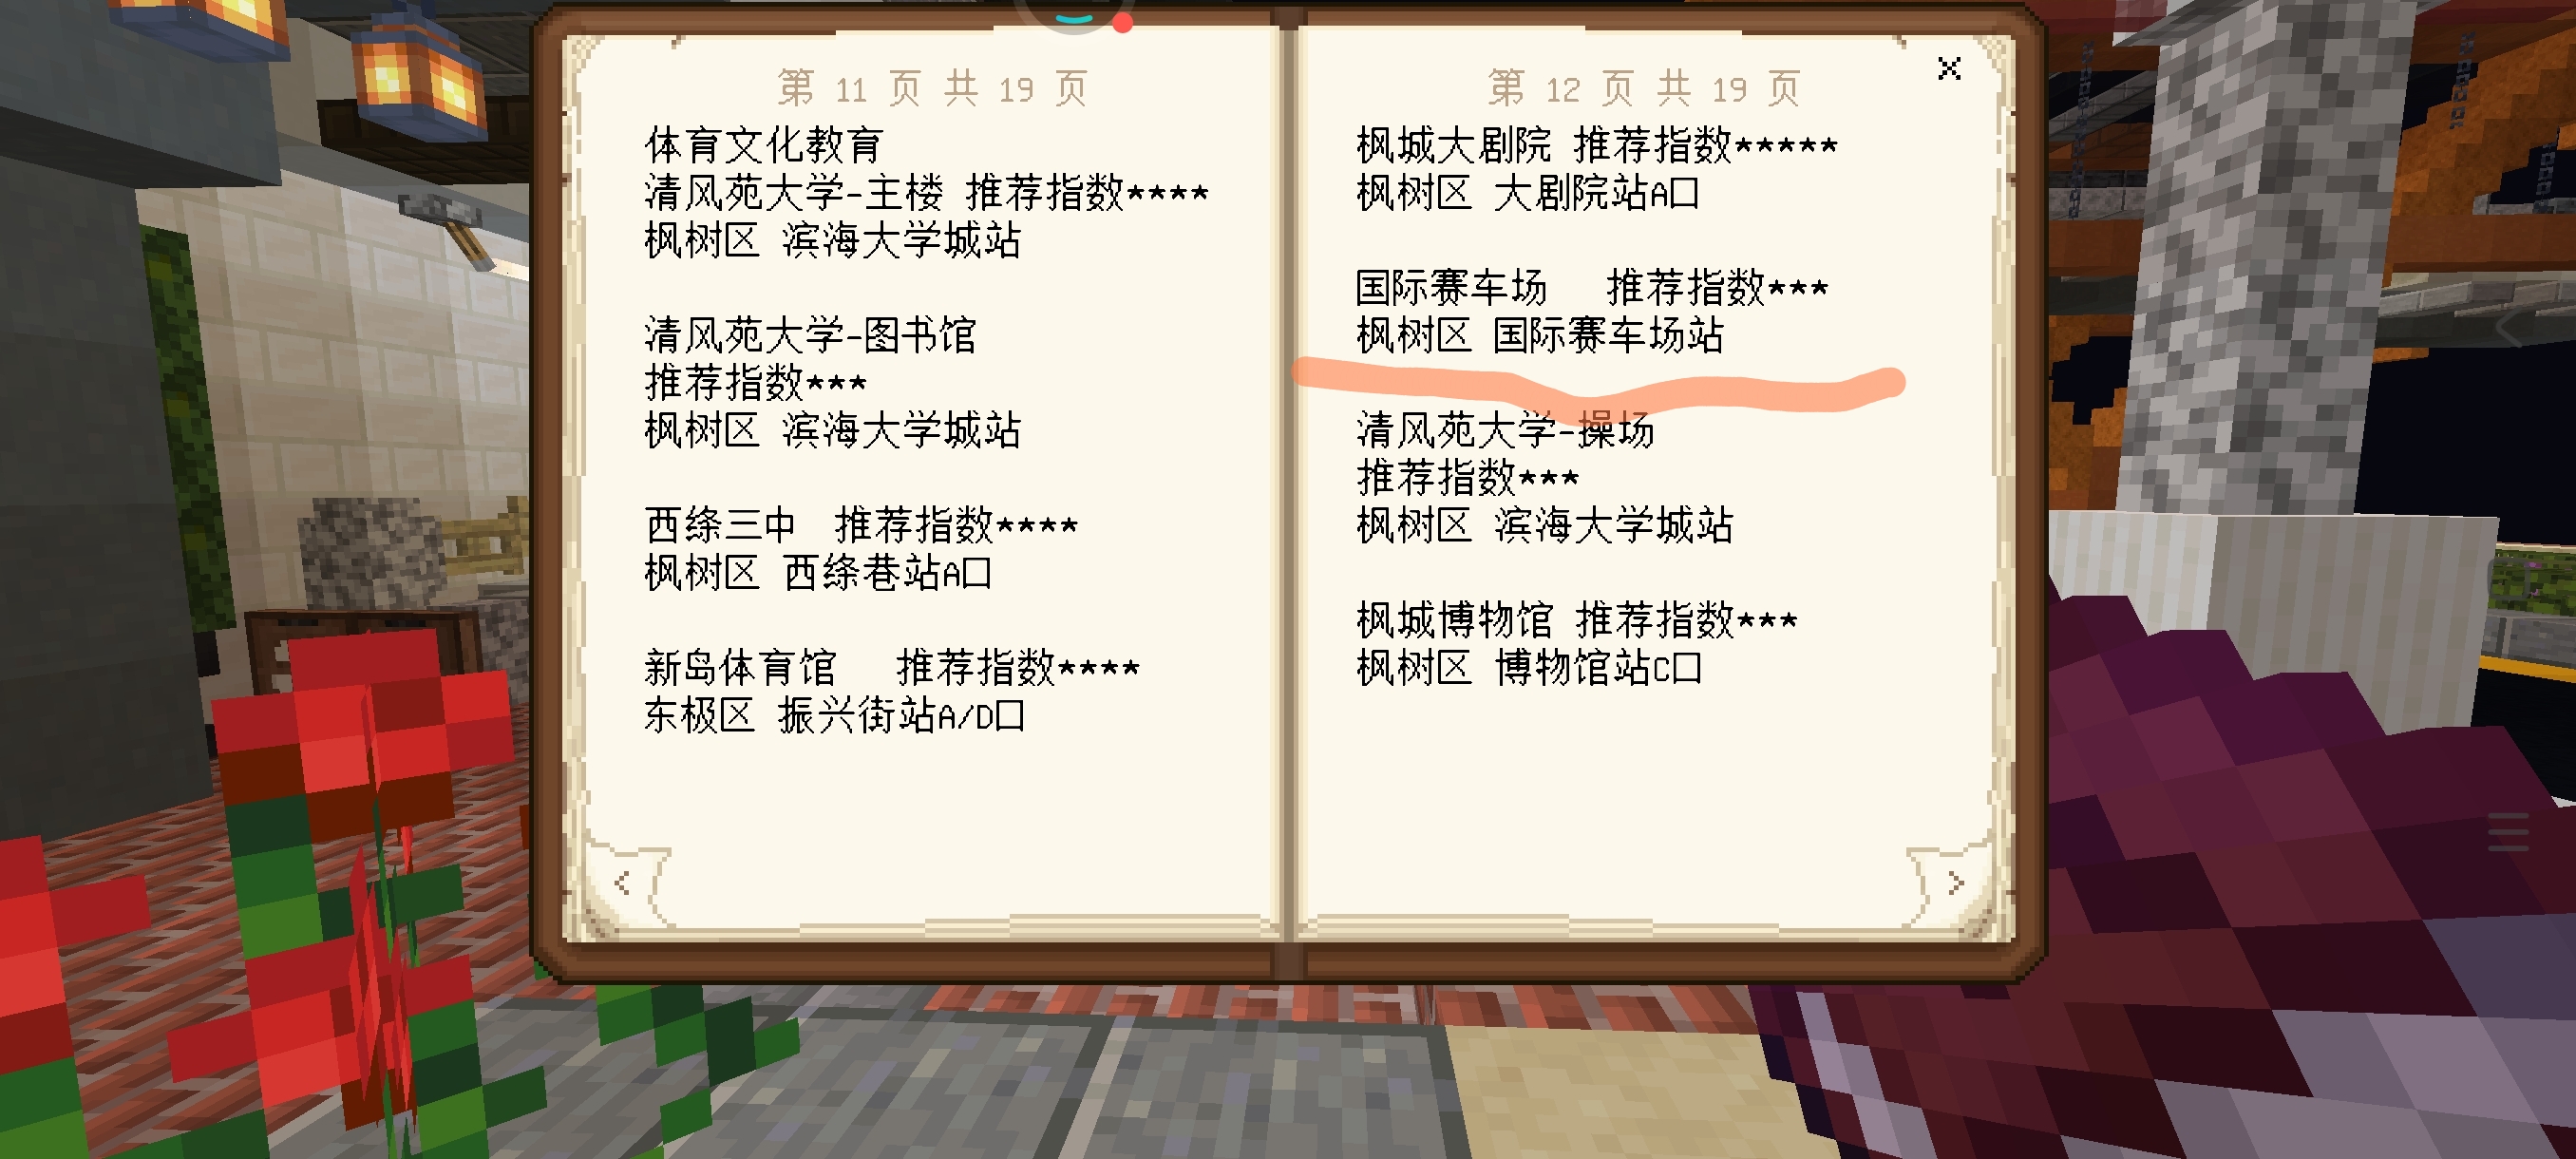 第 11 页 共 19 页
体育文化教育
清风苑大学-主楼 推荐指数****
枫树区 滨海大学城站
清风苑大学-图书馆
推荐指数***
枫树区 滨海大学城站
西绛三中 推荐指数****
枫树区 西绛巷站A口
新岛体育馆 推荐指数****
东极区 振兴街站A/D口
第 12 页 共 19 页
枫城大剧院 推荐指数*****
枫树区 大剧院站A口
国际赛车场 推荐指数***
枫树区 国际赛车场站
清风苑大学-操场
推荐指数***
枫树区 滨海大学城站
枫城博物馆 推荐指数***
枫树区 博物馆站C口